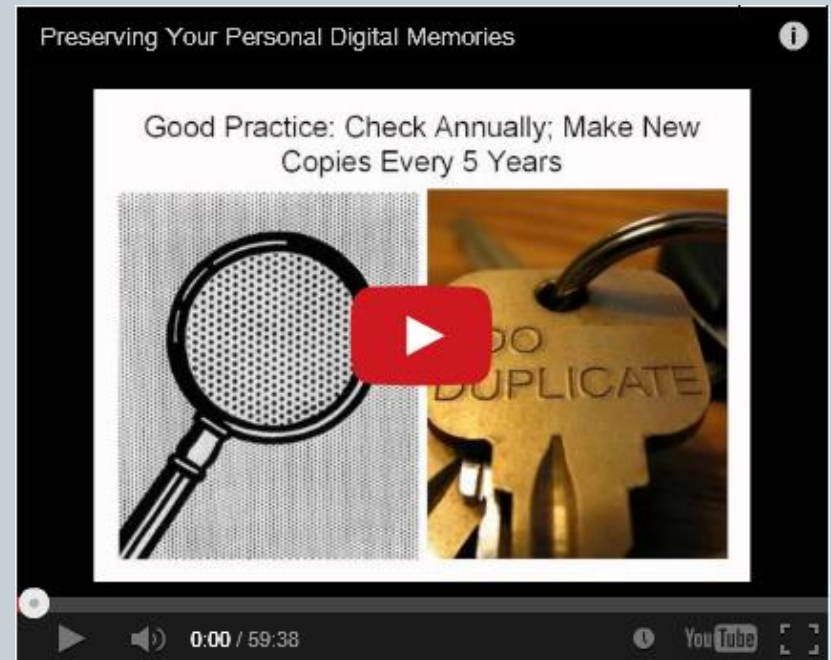 Preserving Your Personal Digital Memories
i
Good Practice: Check Annually; Make New
Copies Every 5 Years
DO
DUPLICATE
0:00 / 59:38
YouTube